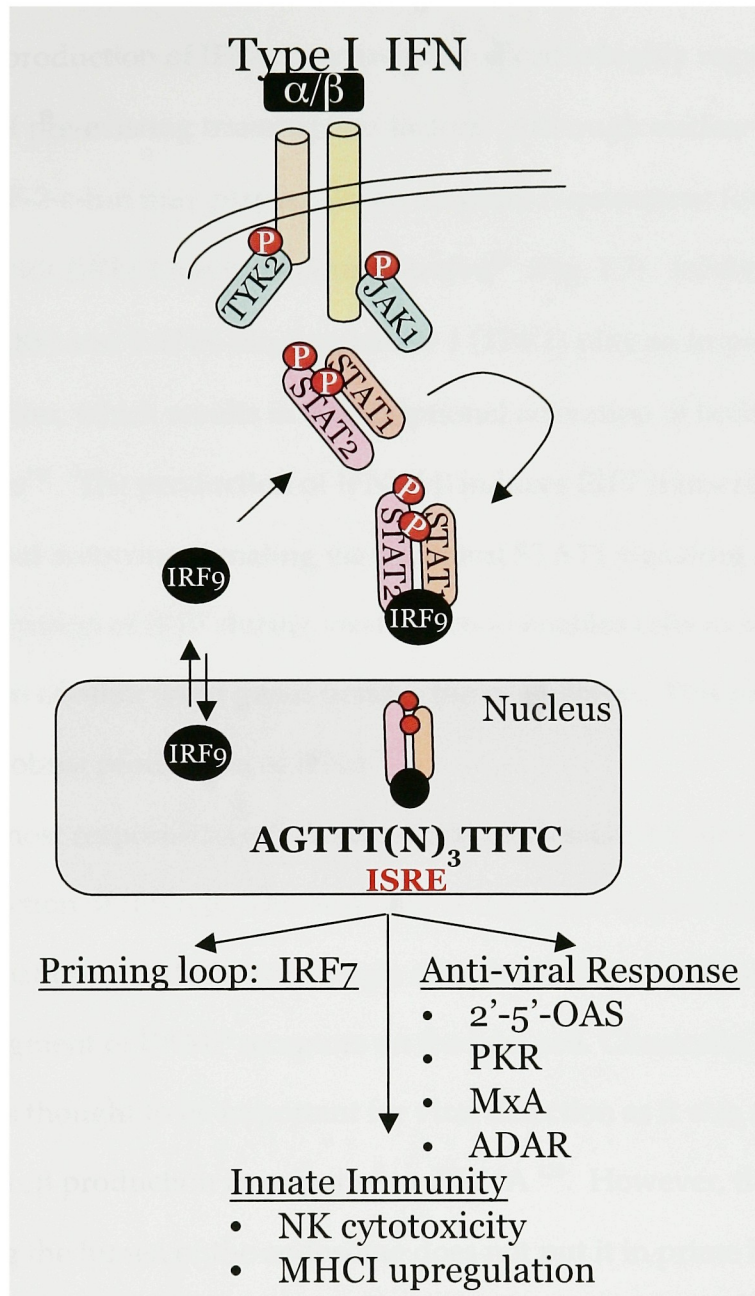 Type I IFN
α/β
P
TYK2
P
JAK1
P
P
STAT1
STAT2
P
P
STAT2
STAT1
IRF9
IRF9
IRF9
Nucleus
AGTTT(N)3TTTC
ISRE
Priming loop: IRF7
Anti-viral Response
• 2’-5’-OAS
• PKR
• MxA
• ADAR
Innate Immunity
• NK cytotoxicity
• MHCI upregulation